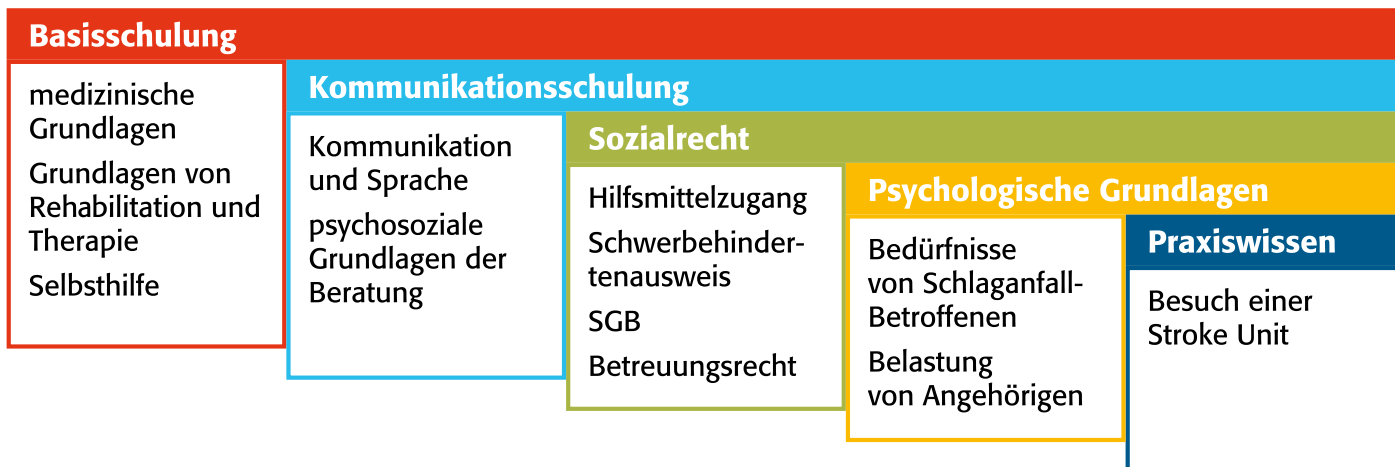 Basisschulung
medizinische
Grundlagen
Grundlagen von
Rehabilitation und
Therapie
Selbsthilfe
Kommunikationsschulung
Kommunikation
und Sprache
psychosoziale
Grundlagen der
Beratung
Sozialrecht
Hilfsmittelzugang
Schwerbehinder-
tenausweis
SGB
Betreuungsrecht
Psychologische Grundlagen
Bedürfnisse
von Schlaganfall-
Betroffenen
Belastung
von Angehörigen
Praxiswissen
Besuch einer
Stroke Unit